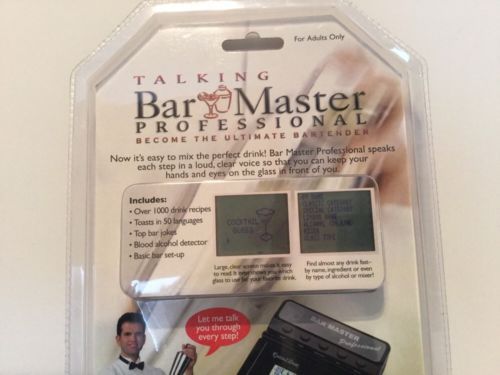 For Adults Only
TALKING
Bar Master
PROFESSIONAL
BECOME THE ULTIMATE BARTENDER
Now it's easy to mix the perfect drink! Bar Master Professional speaks
each step in a loud, clear voice so that you can keep your
hands and eyes on the glass in front of you.
Includes:
• Over 1000 drink recipes
• Toasts in 50 languages
• Top bar jokes
• Blood alcohol detector
• Basic bar set-up
COCKTAIL
GLASS
Large, clear screen makes it easy
to read. It even shows you which
glass to use for your favorite drink.
Find almost any drink fast-
by name, ingredient or even
by type of alcohol or mixer!
Let me talk
you through
every step!
BAR MASTER
Professional
Excalibur